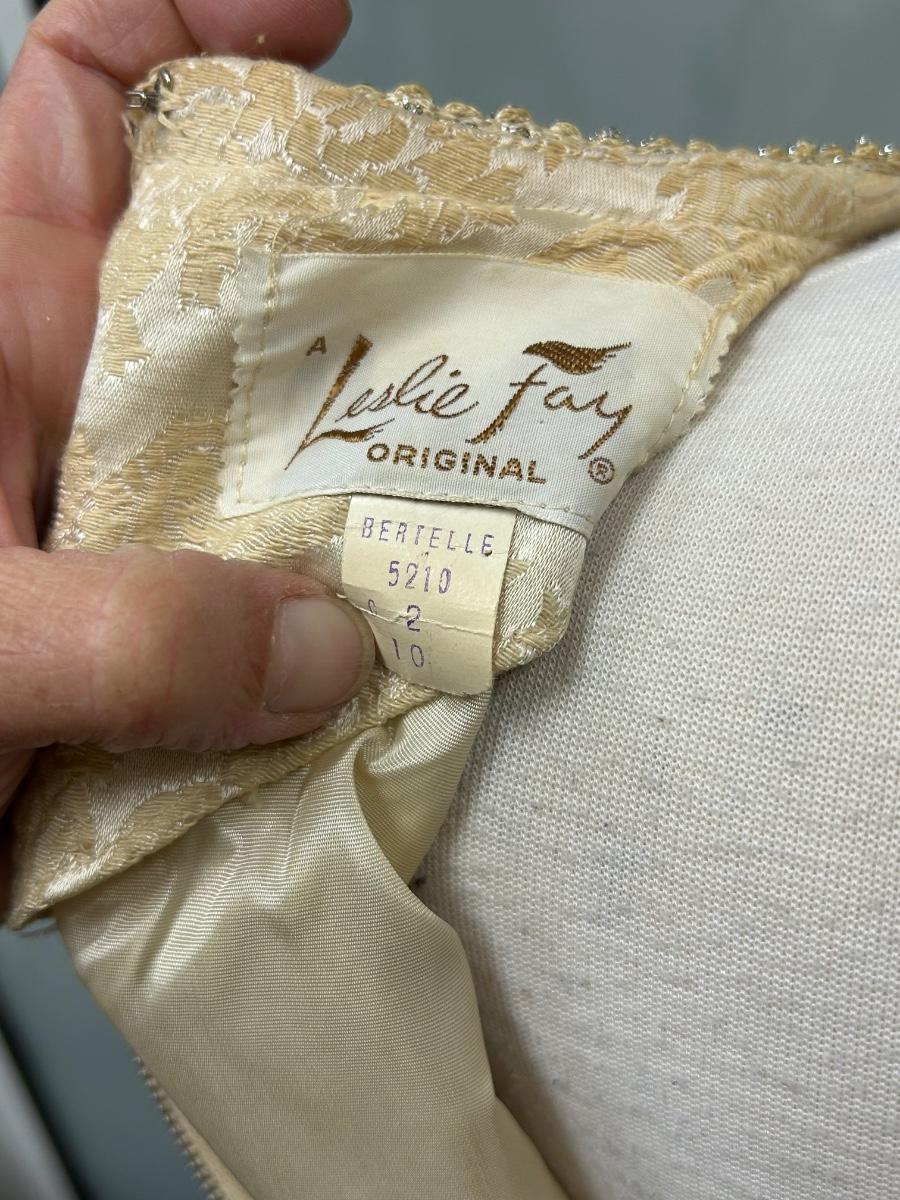 A Leslie Fay
ORIGINAL ®
BERTELLE
5210
2
10